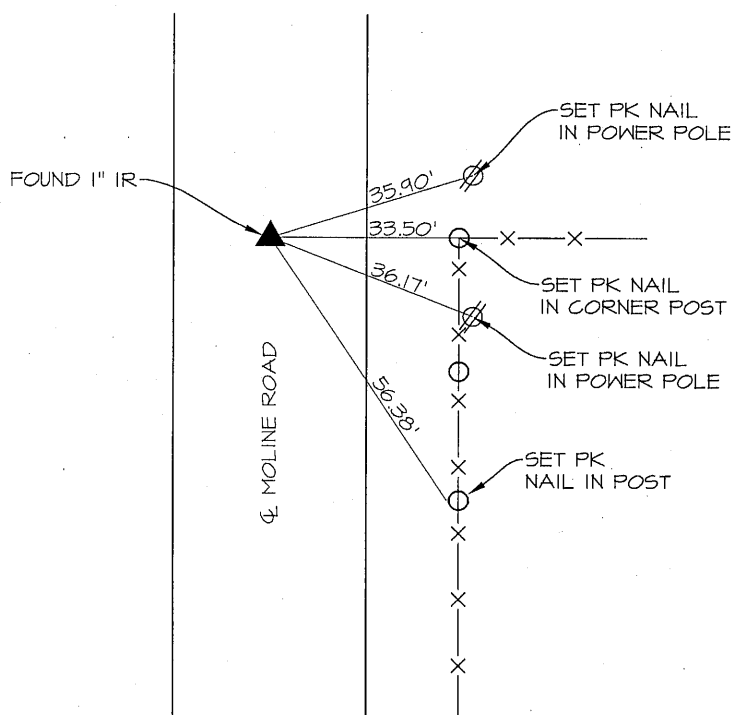 SET PK NAIL
IN POWER POLE
FOUND 1" IR
35.90'
33.50'
36.17'
SET PK NAIL
IN CORNER POST
SET PK NAIL
IN POWER POLE
56.38'
℄ MOLINE ROAD
SET PK
NAIL IN POST